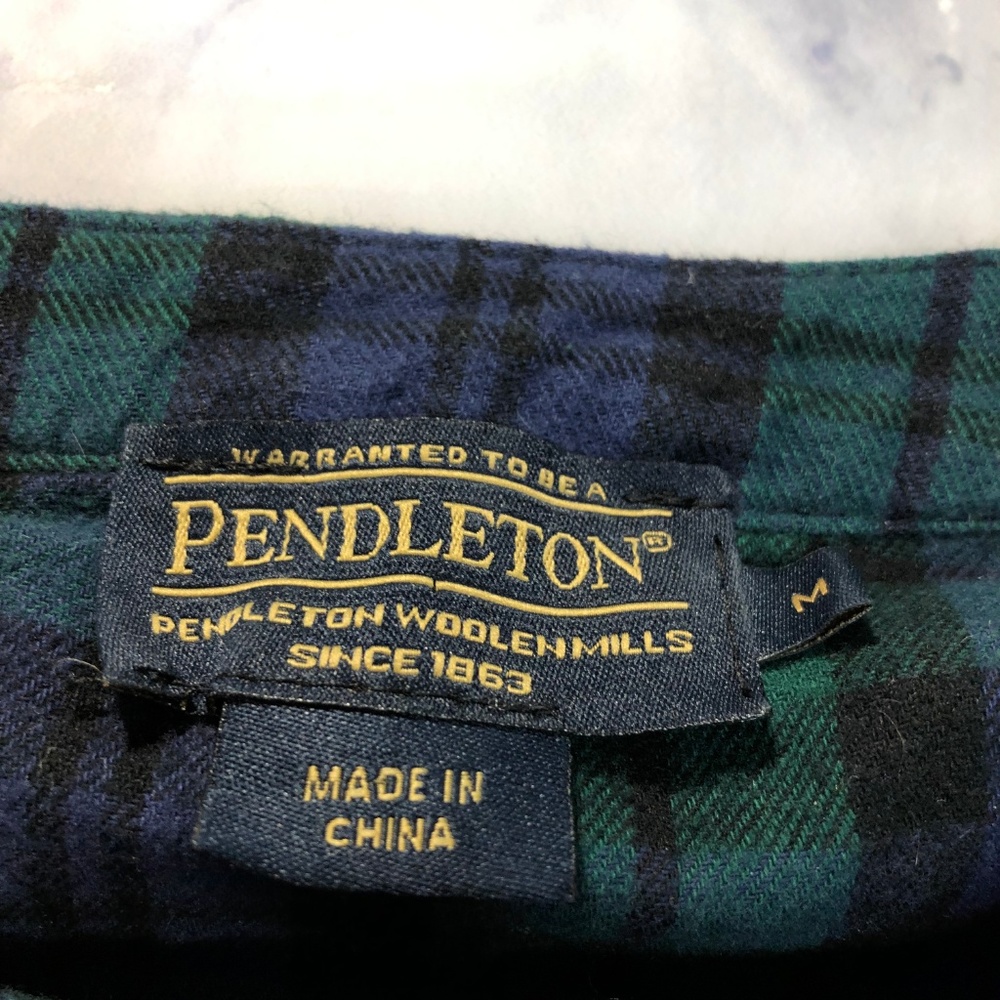 WARRANTED TO BE A
PENDLETON®
PENDLETON WOOLEN MILLS
SINCE 1863
M
MADE IN
CHINA